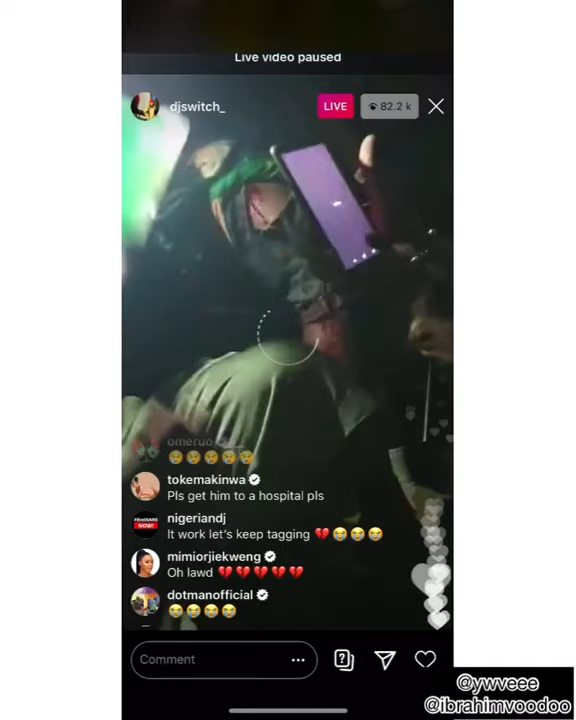 Live video paused
djswitch_
LIVE
82.2 k
😢😢😢😢😢
tokemakinwa
Pls get him to a hospital pls
nigeriandj
It work let's keep tagging 💔😭😭😭
mimiorjiekweng
Oh lawd 💔💔💔💔💔
dotmanofficial
😭😭😭😭
Comment
@ywveee
@ibrahimvoodoo